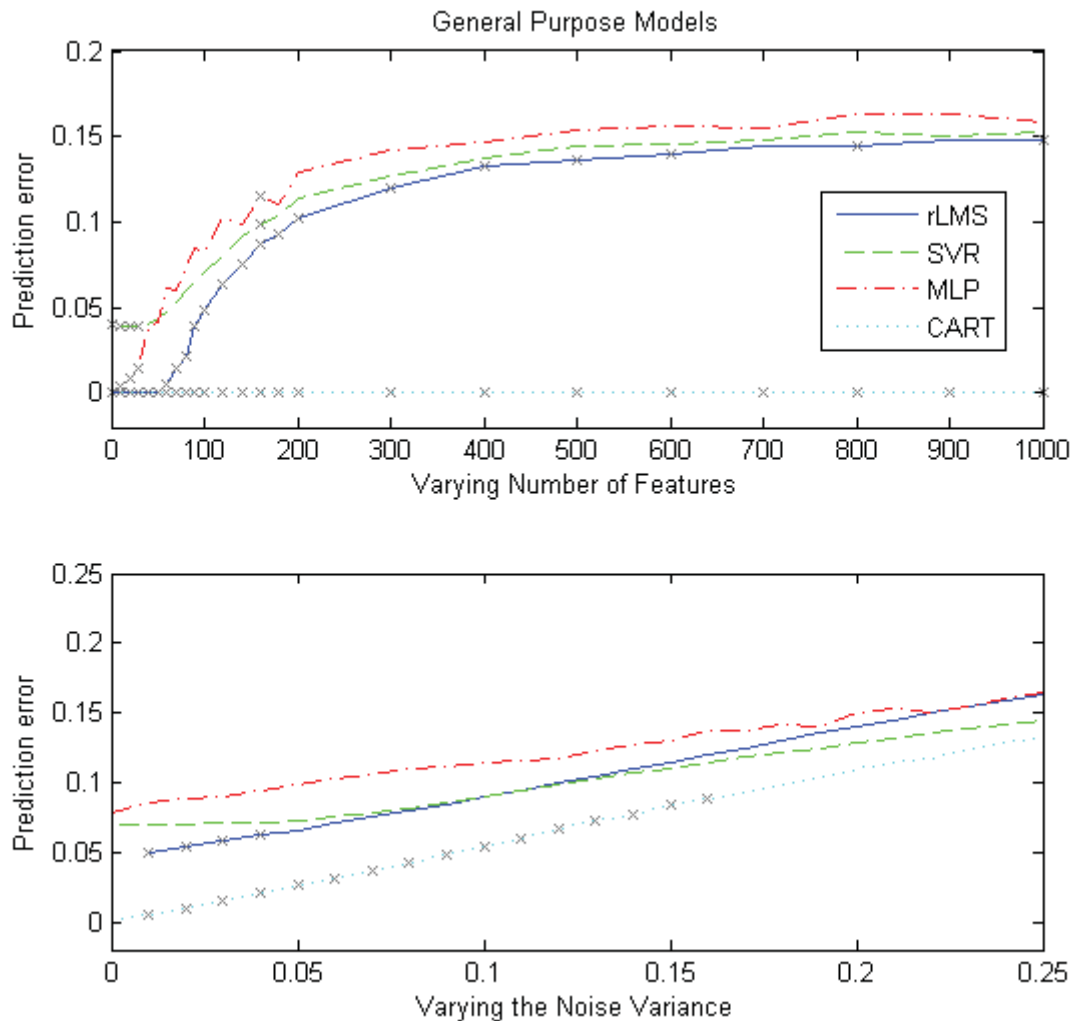 General Purpose Models
0.2
0.15
0.1
0.05
0
Prediction error
rLMS
SVR
MLP
CART
0 100 200 300 400 500 600 700 800 900 1000
Varying Number of Features
0.25
0.2
0.15
0.1
0.05
0
Prediction error
0 0.05 0.1 0.15 0.2 0.25
Varying the Noise Variance